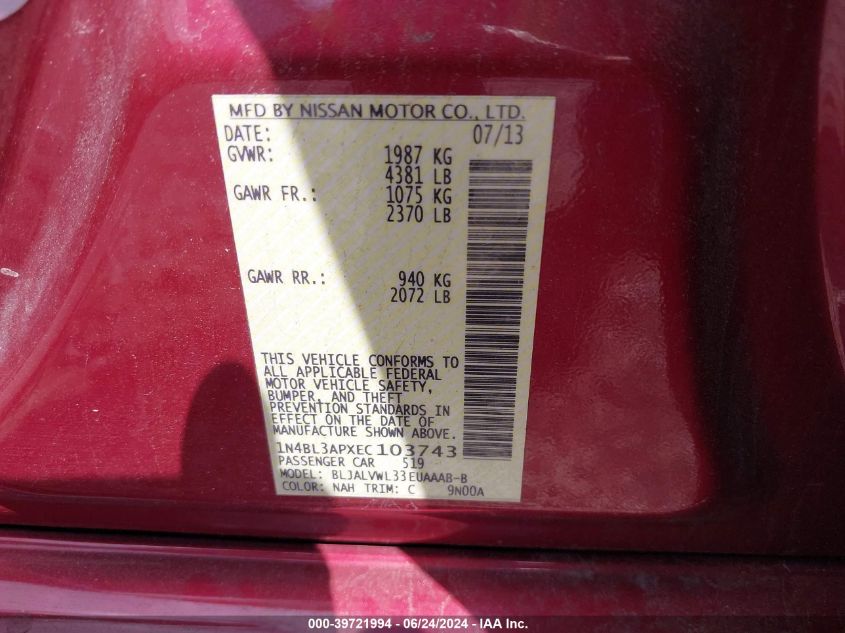 MFD BY NISSAN MOTOR CO., LTD.
DATE: 07/13
GVWR: 1987 KG
4381 LB
GAWR FR.: 1075 KG
2370 LB
GAWR RR.: 940 KG
2072 LB
THIS VEHICLE CONFORMS TO
ALL APPLICABLE FEDERAL
MOTOR VEHICLE SAFETY,
BUMPER, AND THEFT
PREVENTION STANDARDS IN
EFFECT ON THE DATE OF
MANUFACTURE SHOWN ABOVE.
1N4BL3APXEC103743
PASSENGER CAR 519
MODEL: BLJALVWL33EUAAAB-B
COLOR: NAH TRIM: C 9N00A
000-39721994 - 06/24/2024 - IAA Inc.